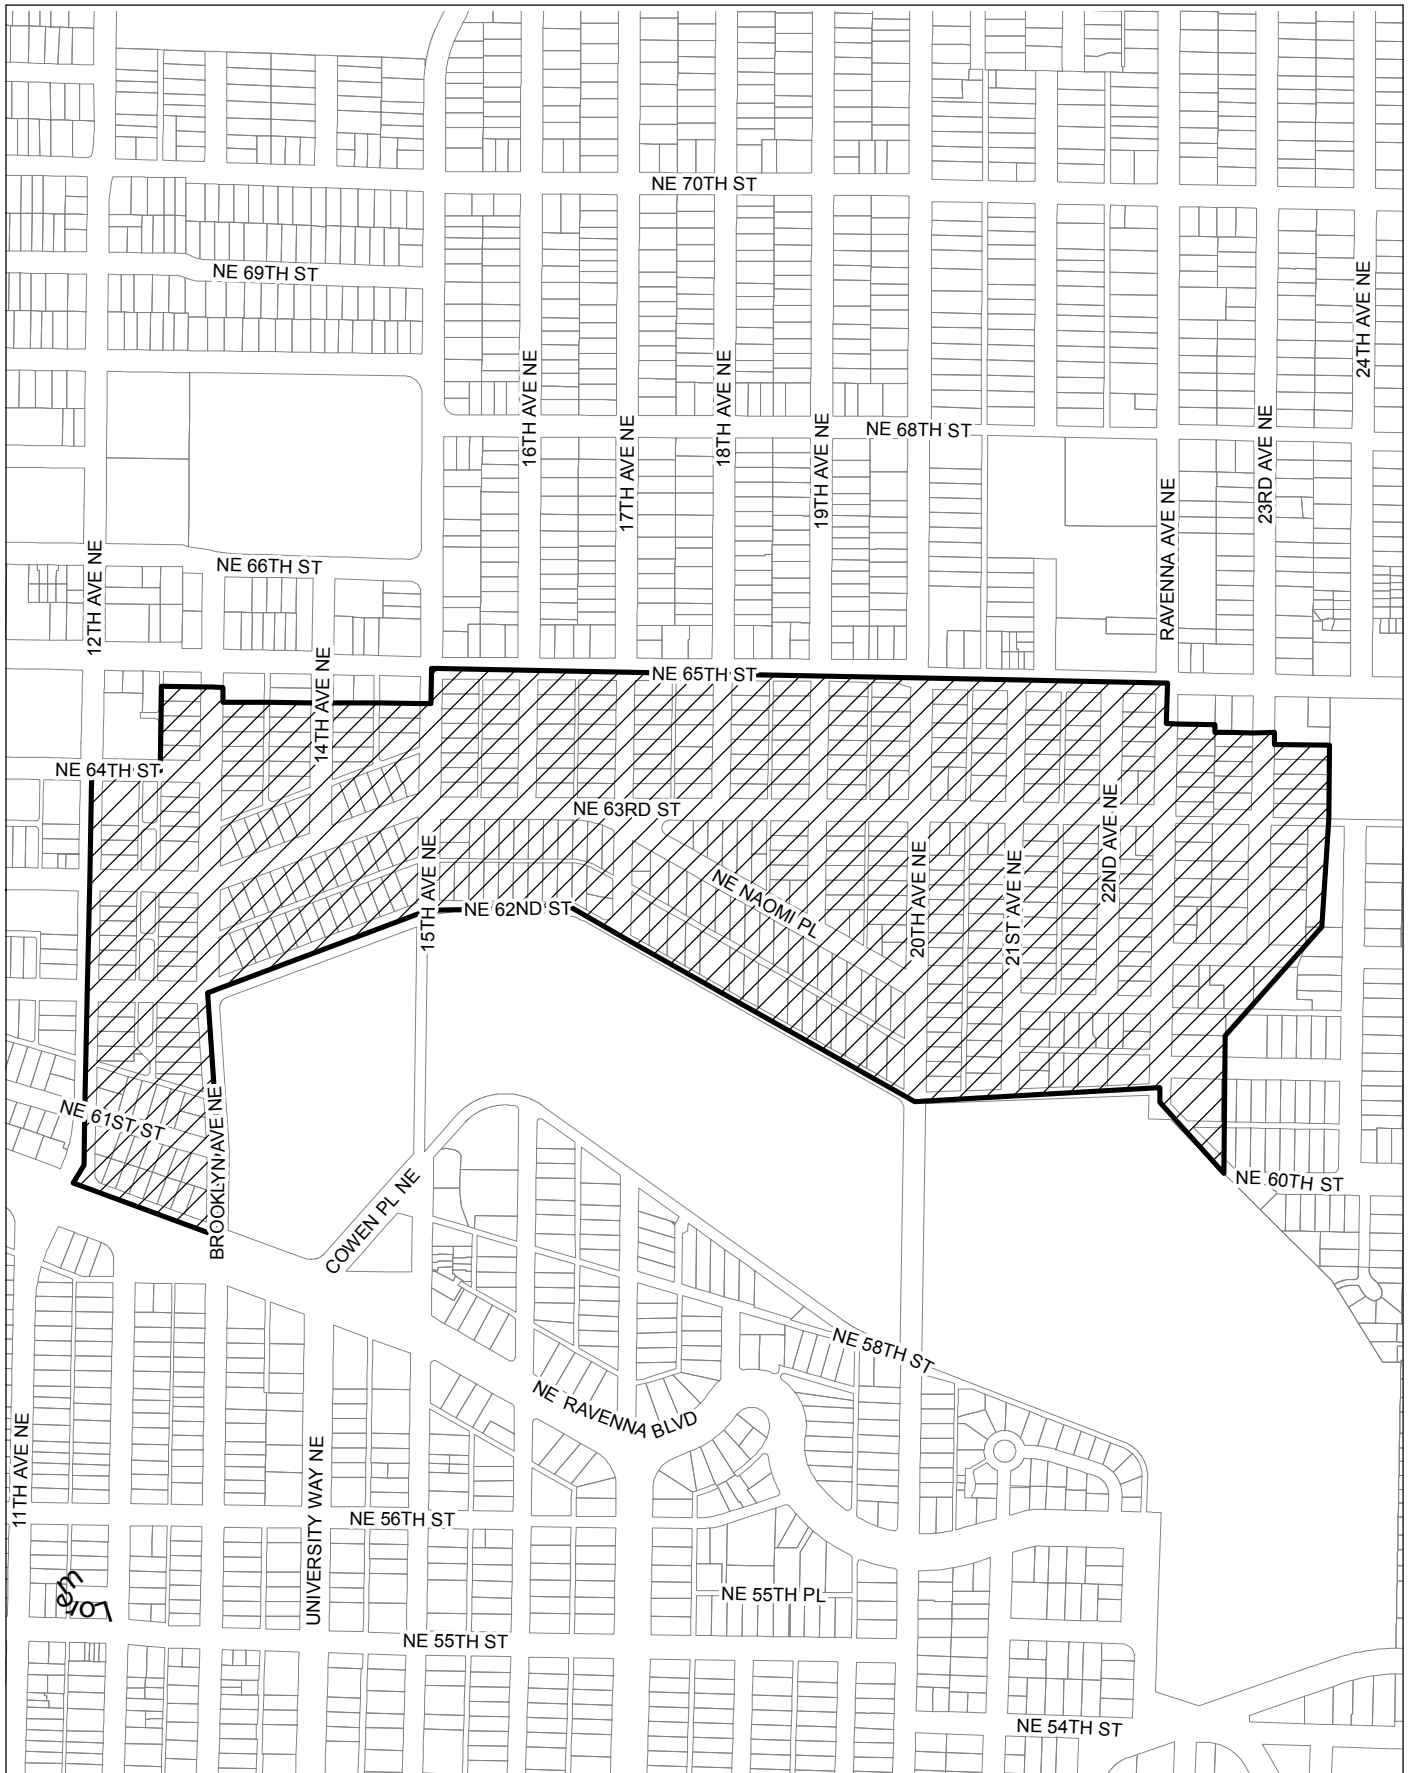 NE 70TH ST
NE 69TH ST
24TH AVE NE
16TH AVE NE
18TH AVE NE
17TH AVE NE
19TH AVE NE
NE 68TH ST
23RD AVE NE
RAVENNA AVE NE
12TH AVE NE
NE 66TH ST
14TH AVE NE
NE 65TH ST
NE 64TH ST
NE 63RD ST
22ND AVE NE
15TH AVE NE
NE NAOMI PL
20TH AVE NE
21ST AVE NE
NE 62ND ST
NE 61ST ST
BROOKLYN AVE NE
COWEN PL NE
NE 60TH ST
NE 58TH ST
NE RAVENNA BLVD
11TH AVE NE
UNIVERSITY WAY NE
NE 56TH ST
NE 55TH PL
Lorem
NE 55TH ST
NE 54TH ST